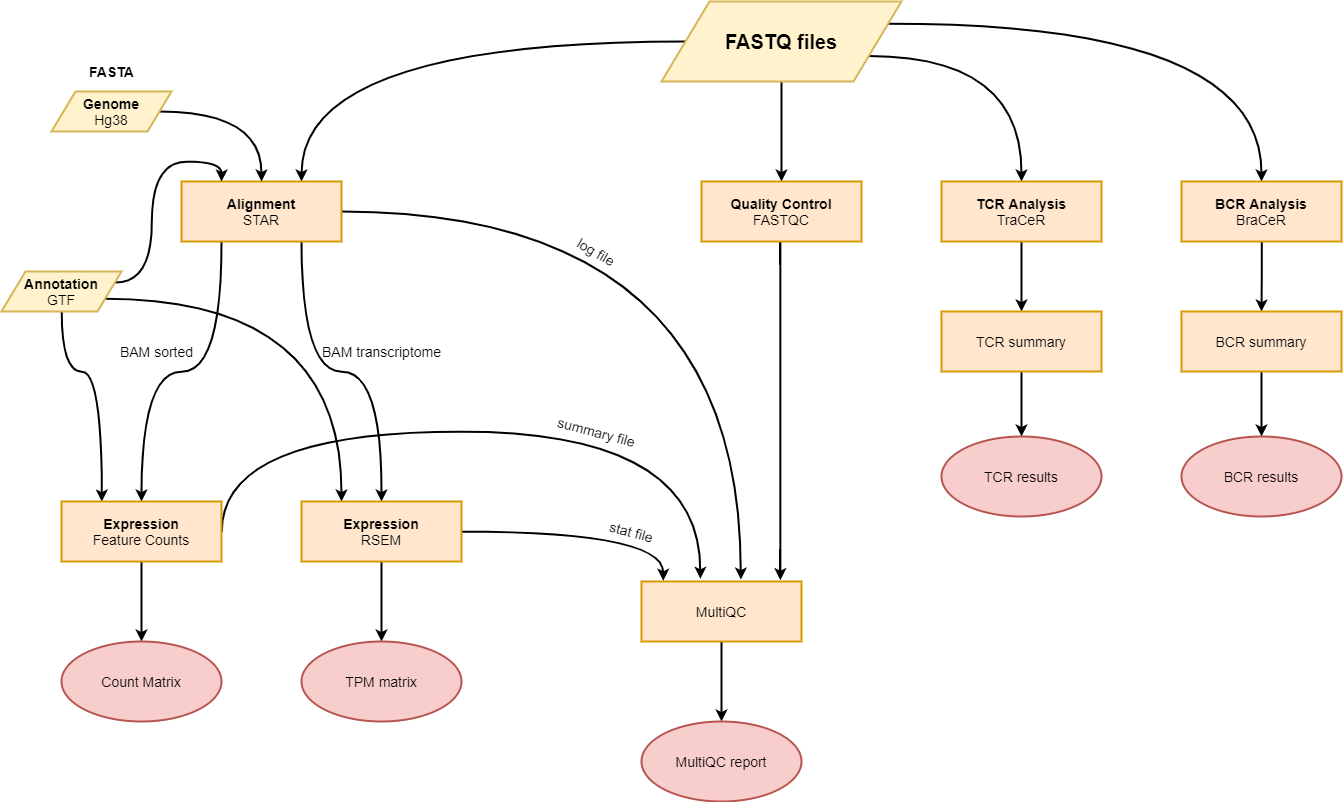 FASTQ files
FASTA
Genome
Hg38
Alignment
STAR
Quality Control
FASTQC
TCR Analysis
TraCeR
BCR Analysis
BraCeR
log file
Annotation
GTF
BAM sorted
BAM transcriptome
TCR summary
BCR summary
summary file
TCR results
BCR results
Expression
Feature Counts
Expression
RSEM
stat file
MultiQC
Count Matrix
TPM matrix
MultiQC report